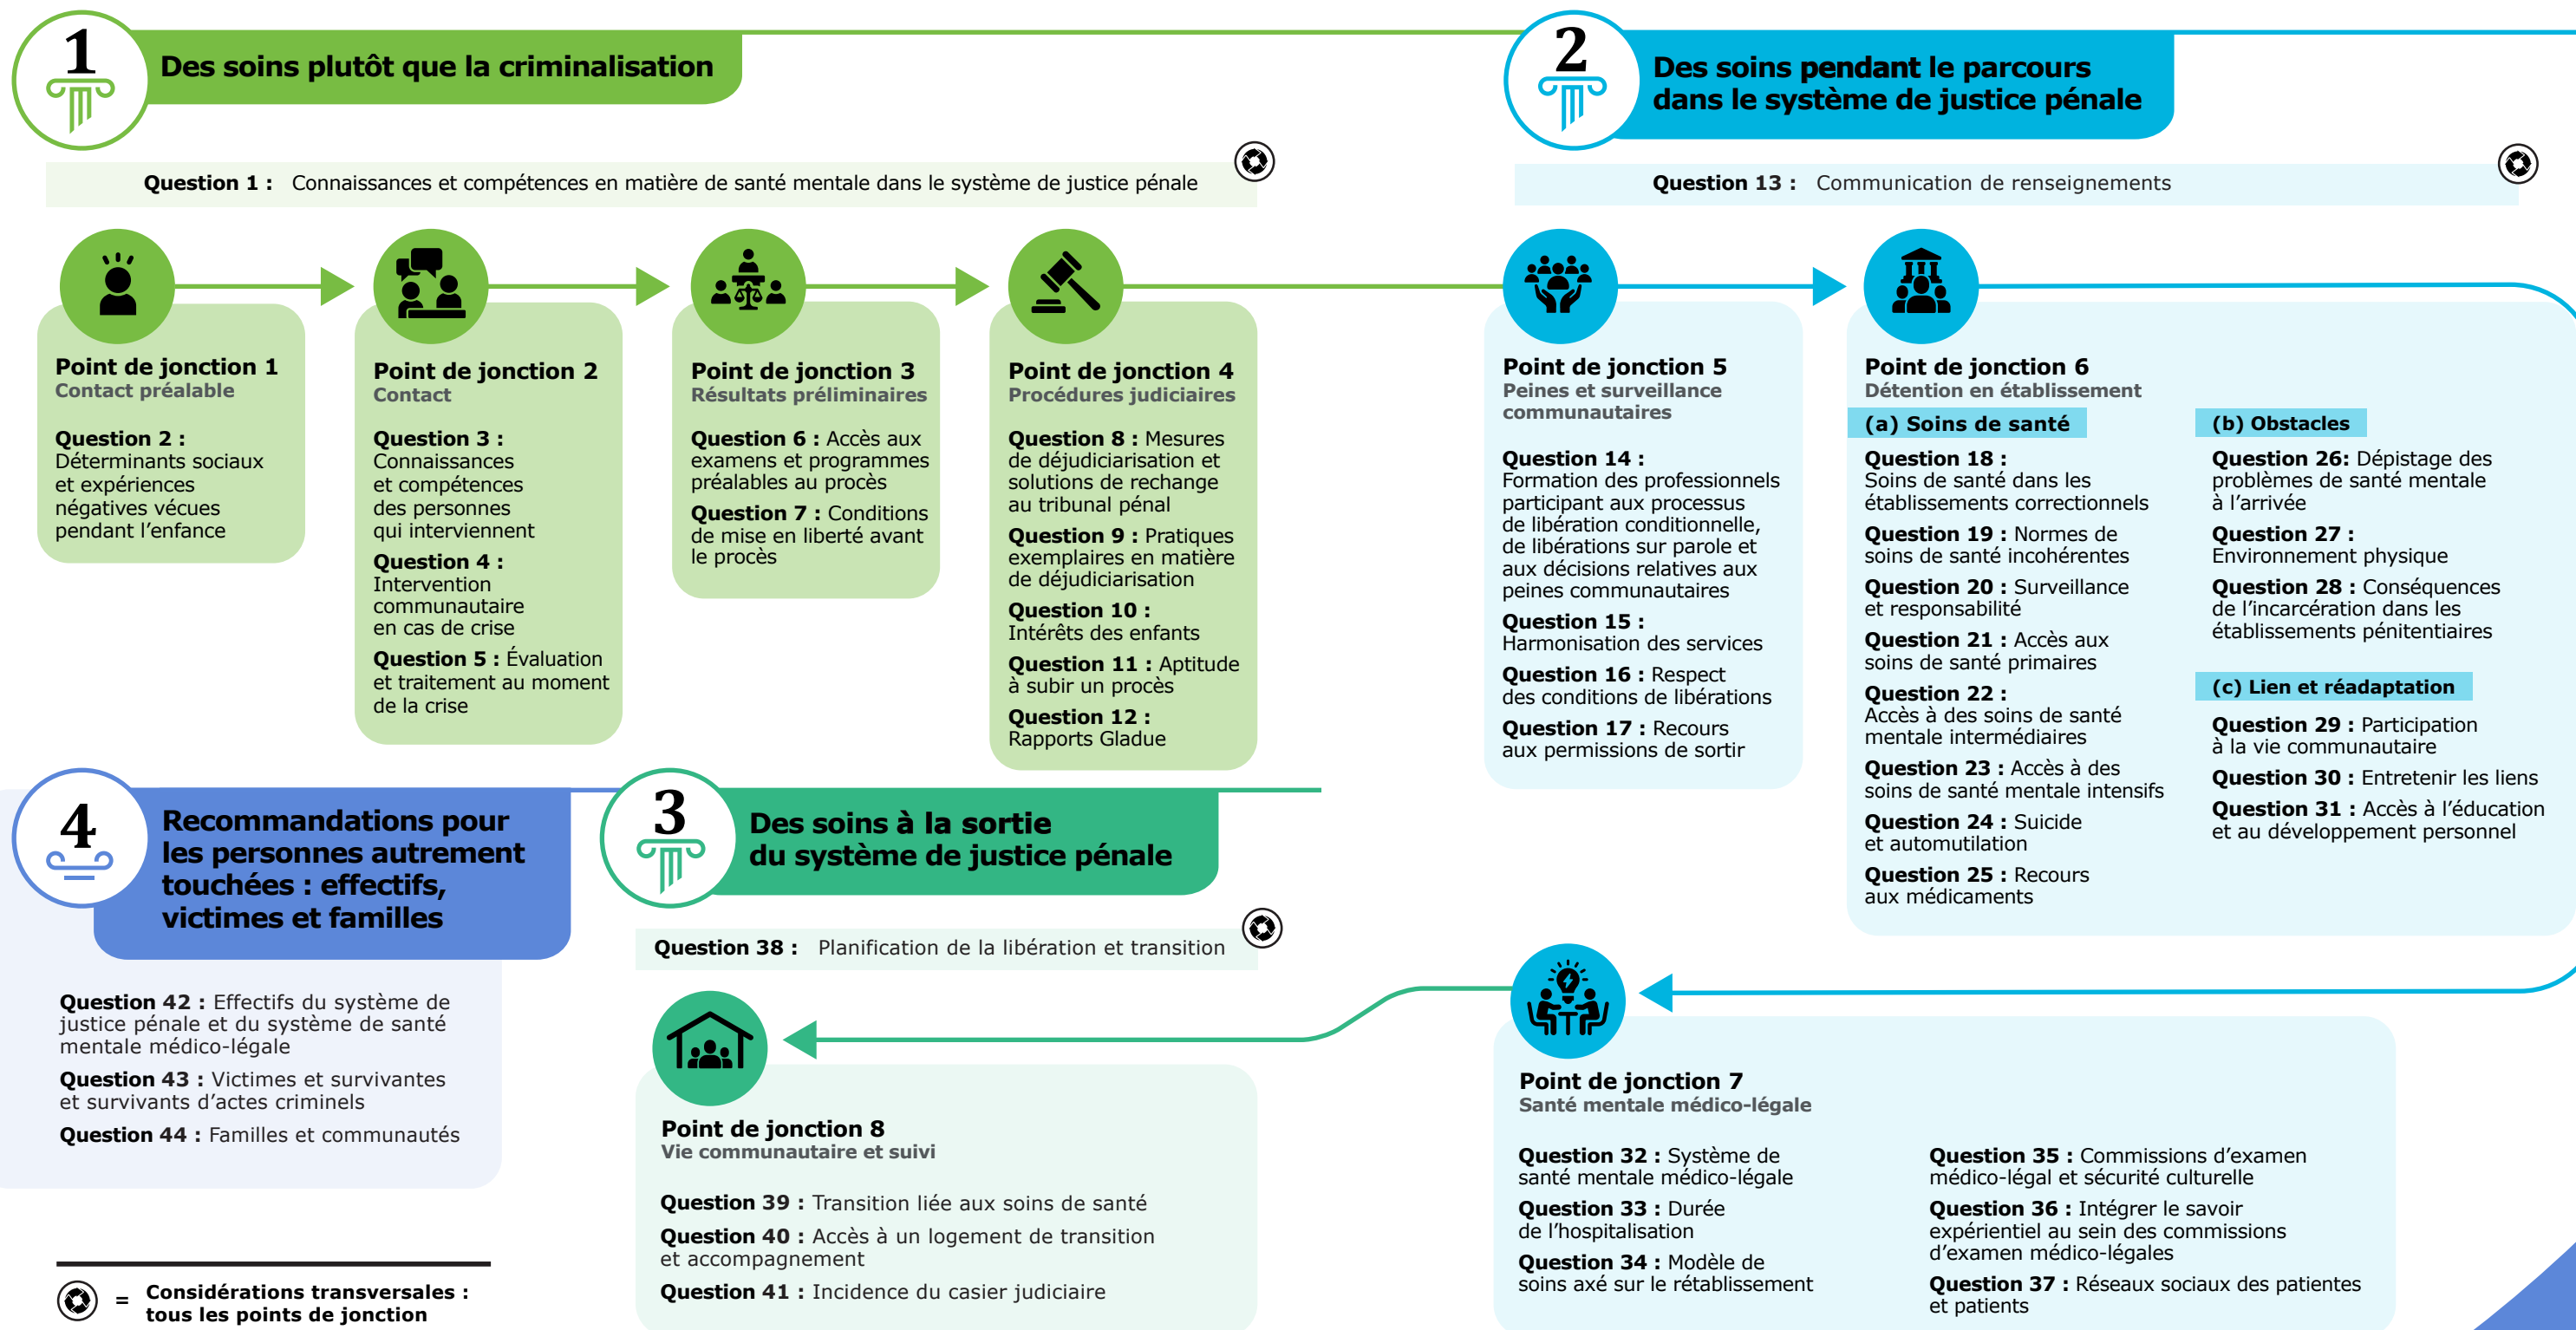 1
Des soins plutôt que la criminalisation
Question 1 : Connaissances et compétences en matière de santé mentale dans le système de justice pénale
Point de jonction 1
Contact préalable
Question 2 :
Déterminants sociaux
et expériences
négatives vécues
pendant l'enfance
Point de jonction 2
Contact
Question 3 :
Connaissances
et compétences
des personnes
qui interviennent
Question 4 :
Intervention
communautaire
en cas de crise
Question 5 : Évaluation
et traitement au moment
de la crise
Point de jonction 3
Résultats préliminaires
Question 6 : Accès aux
examens et programmes
préalables au procès
Question 7 : Conditions
de mise en liberté avant
le procès
Point de jonction 4
Procédures judiciaires
Question 8 : Mesures
de déjudiciarisation et
solutions de rechange
au tribunal pénal
Question 9 : Pratiques
exemplaires en matière
de déjudiciarisation
Question 10 :
Intérêts des enfants
Question 11 : Aptitude
à subir un procès
Question 12 :
Rapports Gladue
2
Des soins pendant le parcours
dans le système de justice pénale
Question 13 : Communication de renseignements
Point de jonction 5
Peines et surveillance
communautaires
Question 14 :
Formation des professionnels
participant aux processus
de libération conditionnelle,
de libérations sur parole et
aux décisions relatives aux
peines communautaires
Question 15 :
Harmonisation des services
Question 16 : Respect
des conditions de libérations
Question 17 : Recours
aux permissions de sortir
Point de jonction 6
Détention en établissement
(a) Soins de santé
Question 18 :
Soins de santé dans les
établissements correctionnels
Question 19 : Normes de
soins de santé incohérentes
Question 20 : Surveillance
et responsabilité
Question 21 : Accès aux
soins de santé primaires
Question 22 :
Accès à des soins de santé
mentale intermédiaires
Question 23 : Accès à des
soins de santé mentale intensifs
Question 24 : Suicide
et automutilation
Question 25 : Recours
aux médicaments
(b) Obstacles
Question 26: Dépistage des
problèmes de santé mentale
à l'arrivée
Question 27 :
Environnement physique
Question 28 : Conséquences
de l'incarcération dans les
établissements pénitentiaires
(c) Lien et réadaptation
Question 29 : Participation
à la vie communautaire
Question 30 : Entretenir les liens
Question 31 : Accès à l'éducation
et au développement personnel
Point de jonction 7
Santé mentale médico-légale
Question 32 : Système de
santé mentale médico-légale
Question 33 : Durée
de l'hospitalisation
Question 34 : Modèle de
soins axé sur le rétablissement
Question 35 : Commissions d'examen
médico-légal et sécurité culturelle
Question 36 : Intégrer le savoir
expérientiel au sein des commissions
d'examen médico-légales
Question 37 : Réseaux sociaux des patientes
et patients
3
Des soins à la sortie
du système de justice pénale
Question 38 : Planification de la libération et transition
Point de jonction 8
Vie communautaire et suivi
Question 39 : Transition liée aux soins de santé
Question 40 : Accès à un logement de transition
et accompagnement
Question 41 : Incidence du casier judiciaire
4
Recommandations pour
les personnes autrement
touchées : effectifs,
victimes et familles
Question 42 : Effectifs du système de
justice pénale et du système de santé
mentale médico-légale
Question 43 : Victimes et survivantes
et survivants d'actes criminels
Question 44 : Familles et communautés
= Considérations transversales :
tous les points de jonction